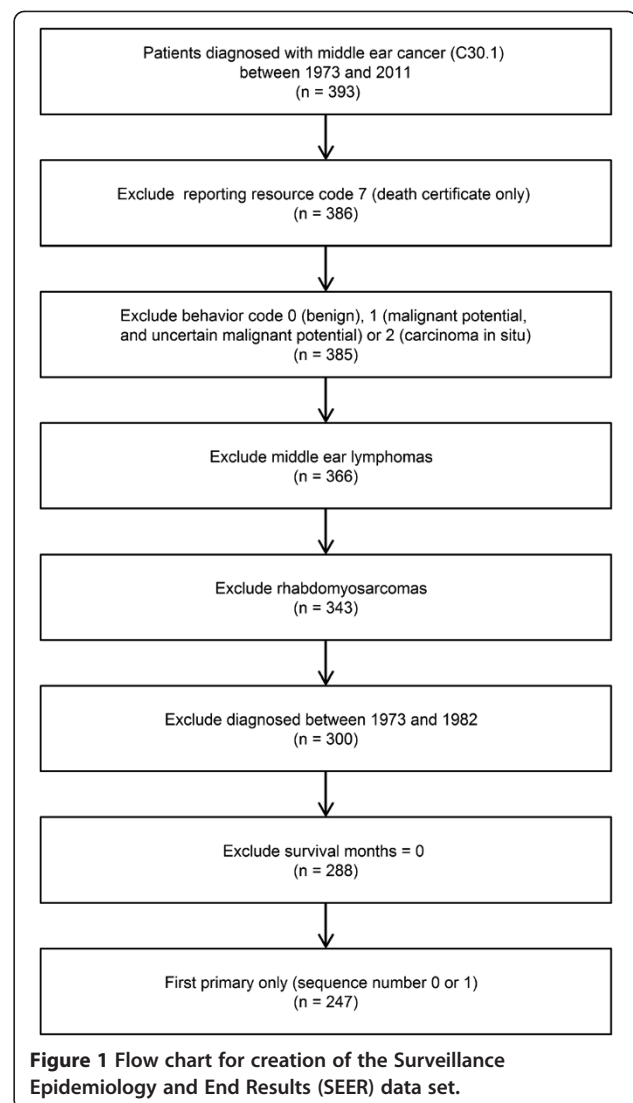 Patients diagnosed with middle ear cancer (C30.1)
between 1973 and 2011
(n = 393)
Exclude reporting resource code 7 (death certificate only)
(n = 386)
Exclude behavior code 0 (benign), 1 (malignant potential,
and uncertain malignant potential) or 2 (carcinoma in situ)
(n = 385)
Exclude middle ear lymphomas
(n = 366)
Exclude rhabdomyosarcomas
(n = 343)
Exclude diagnosed between 1973 and 1982
(n = 300)
Exclude survival months = 0
(n = 288)
First primary only (sequence number 0 or 1)
(n = 247)
Figure 1 Flow chart for creation of the Surveillance
Epidemiology and End Results (SEER) data set.